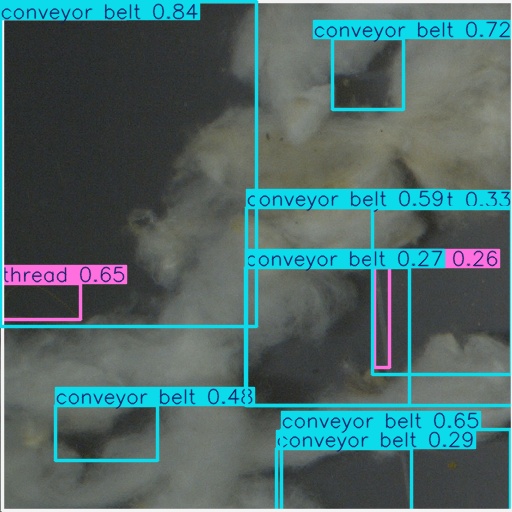 conveyor belt 0.84
conveyor belt 0.72
conveyor belt 0.59
t 0.33
conveyor belt 0.27
0.26
thread 0.65
conveyor belt 0.48
conveyor belt 0.65
conveyor belt 0.29